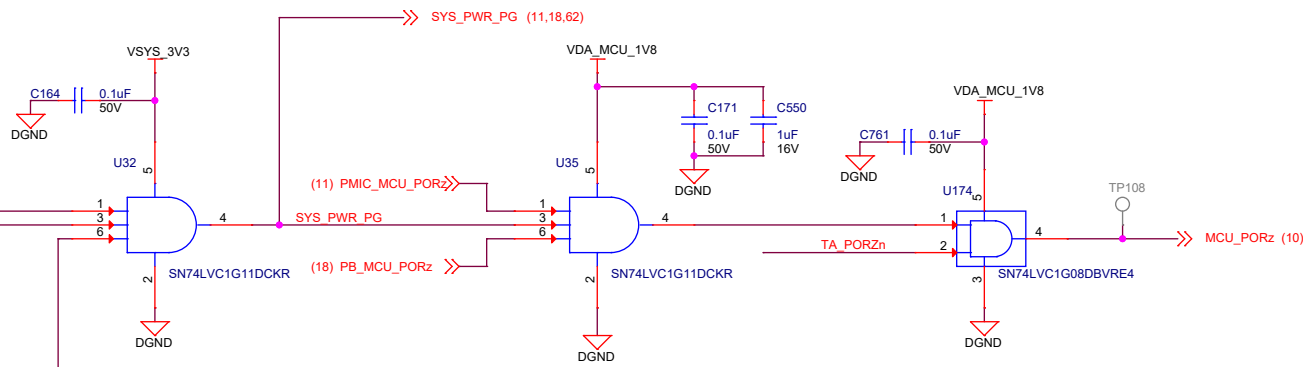 SYS_PWR_PG (11,18,62)
VSYS_3V3
C164
0.1uF
50V
DGND
U32
5
1
3
6
4
2
SN74LVC1G11DCKR
DGND
SYS_PWR_PG
VDA_MCU_1V8
C171
0.1uF
50V
C550
1uF
16V
DGND
U35
5
(11) PMIC_MCU_PORz
(18) PB_MCU_PORz
1
3
6
4
2
SN74LVC1G11DCKR
DGND
VDA_MCU_1V8
C761
0.1uF
50V
DGND
U174
5
1
2
4
3
TA_PORZn
SN74LVC1G08DBVRE4
DGND
TP108
MCU_PORz (10)